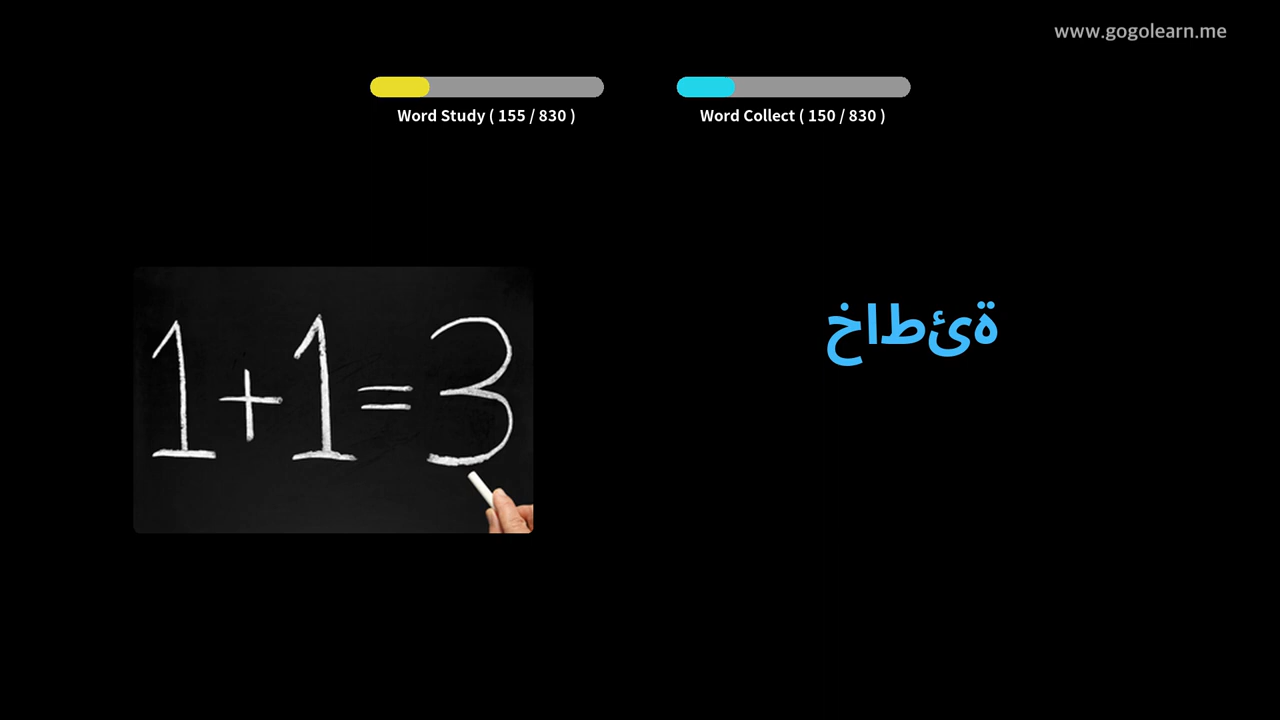 www.gogolearn.me
Word Study ( 155 / 830 )
Word Collect ( 150 / 830 )
1+1=3
خاطئة